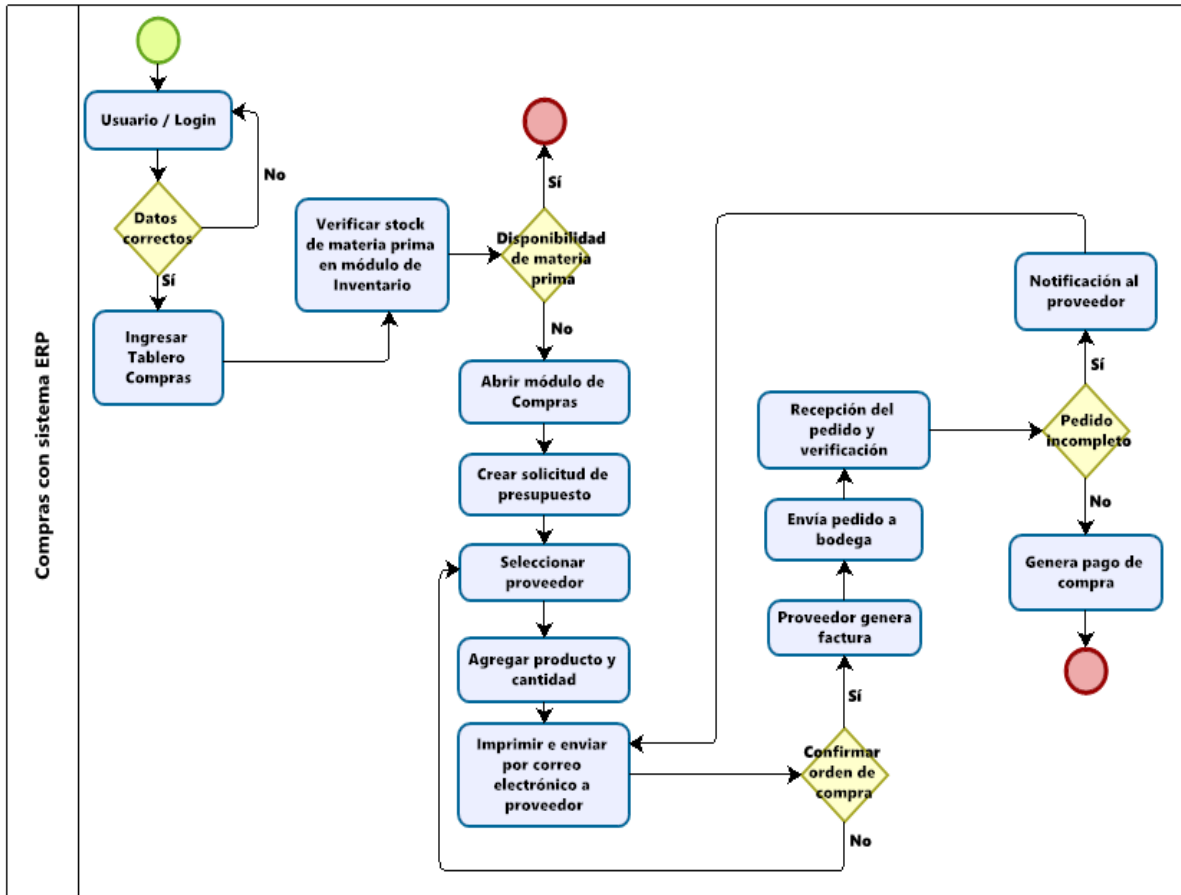 Compras con sistema ERP
Usuario / Login
No
Datos
correctos
Sí
Ingresar
Tablero
Compras
Verificar stock
de materia prima
en módulo de
Inventario
Sí
Disponibilidad
de materia
prima
No
Abrir módulo de
Compras
Crear solicitud de
presupuesto
Seleccionar
proveedor
Agregar producto y
cantidad
Imprimir e enviar
por correo
electrónico a
proveedor
Confirmar
orden de
compra
No
Sí
Proveedor genera
factura
Envía pedido a
bodega
Recepción del
pedido y
verificación
Pedido
incompleto
Sí
Notificación al
proveedor
No
Genera pago de
compra